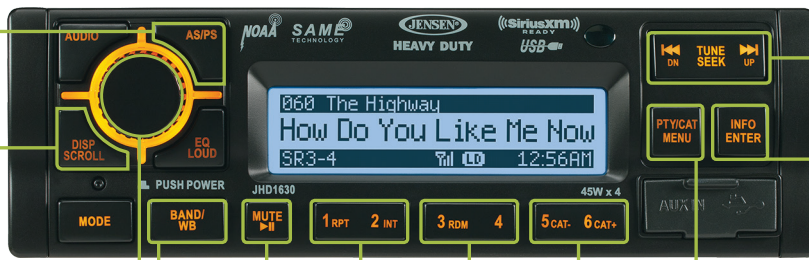 AUDIO
AS/PS
NOAA
SAME
TECHNOLOGY
JENSEN
HEAVY DUTY
((SiriusXM))
READY
USB
TUNE
SEEK
DN
UP
060 The Highway
How Do You Like Me Now
SR3-4
LD
12:56AM
DISP
SCROLL
EQ
LOUD
PTY/CAT
MENU
INFO
ENTER
PUSH POWER
JHD1630
45W x 4
MODE
BAND/
WB
MUTE
1 RPT
2 INT
3 RDM
4
5 CAT-
6 CAT+
AUX IN